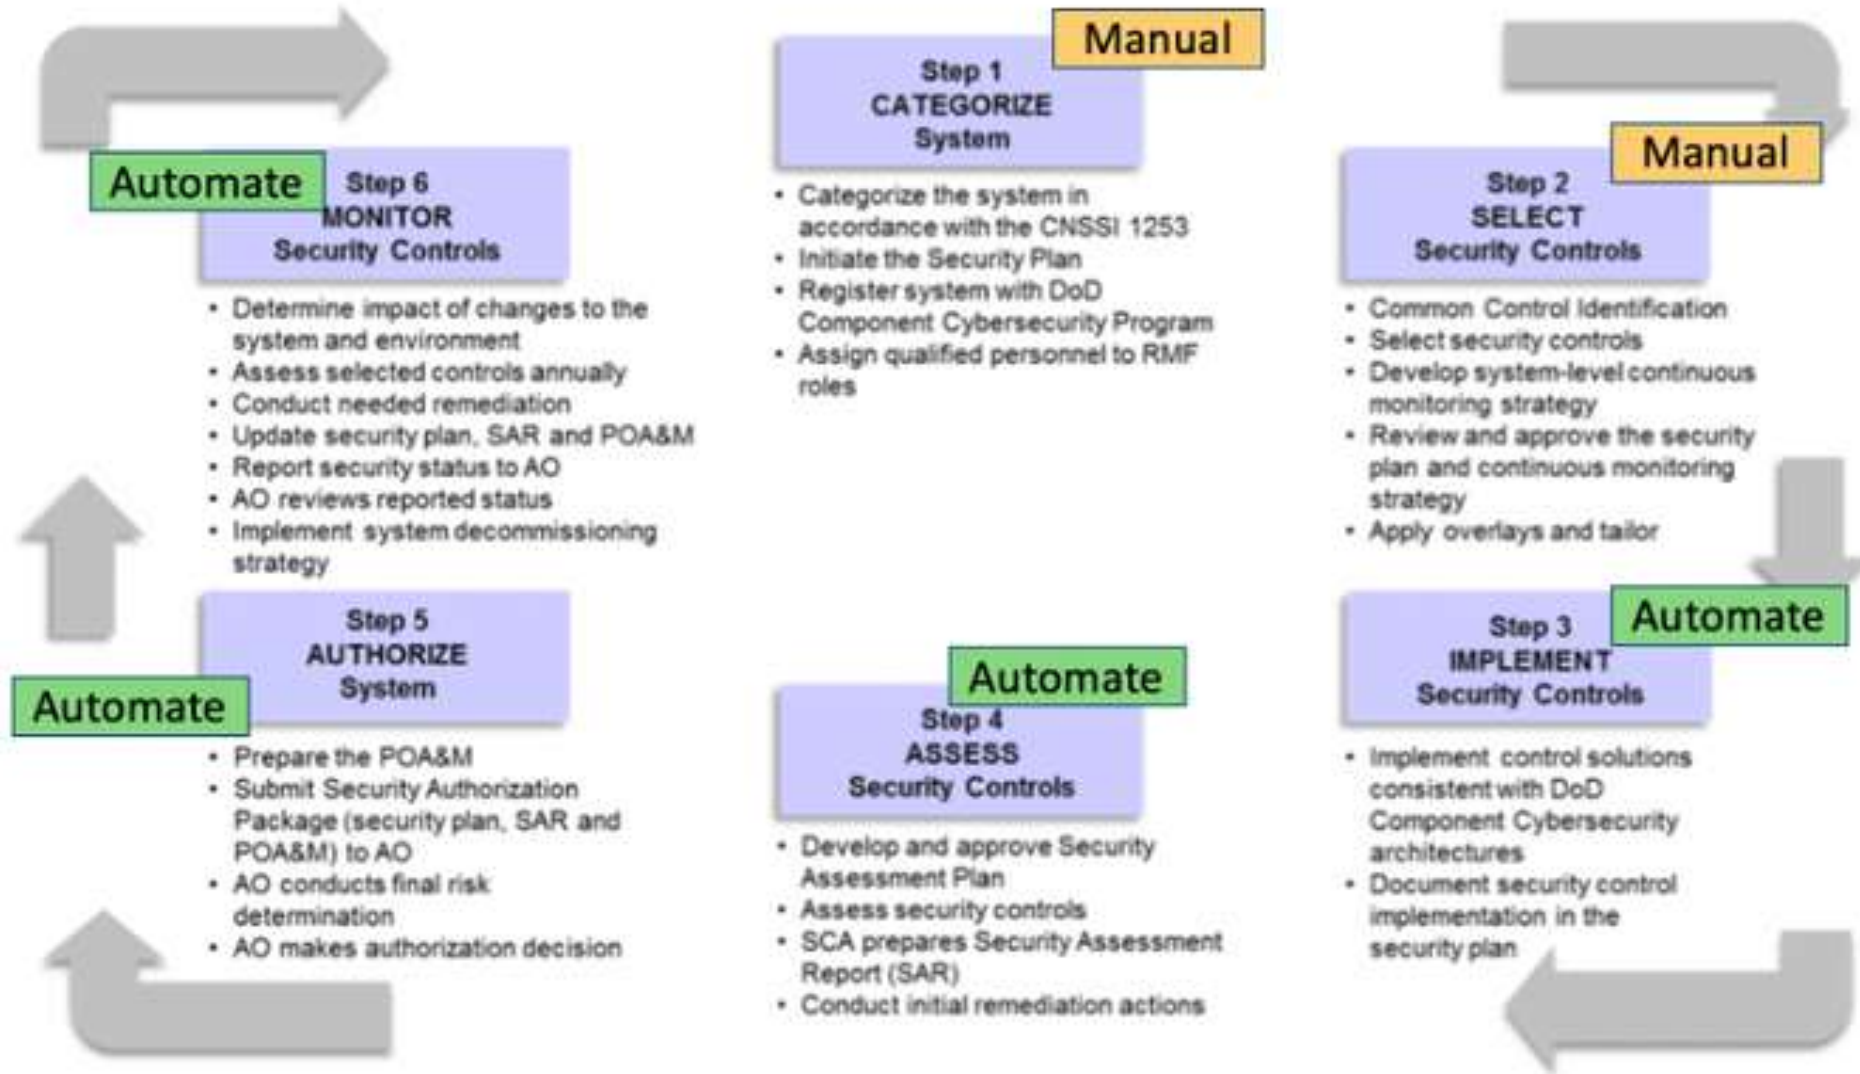 Manual
Step 1
CATEGORIZE
System
• Categorize the system in
accordance with the CNSSI 1253
• Initiate the Security Plan
• Register system with DoD
Component Cybersecurity Program
• Assign qualified personnel to RMF
roles
Manual
Step 2
SELECT
Security Controls
• Common Control Identification
• Select security controls
• Develop system-level continuous
monitoring strategy
• Review and approve the security
plan and continuous monitoring
strategy
• Apply overlays and tailor
Automate
Step 3
IMPLEMENT
Security Controls
• Implement control solutions
consistent with DoD
Component Cybersecurity
architectures
• Document security control
implementation in the
security plan
Automate
Step 4
ASSESS
Security Controls
• Develop and approve Security
Assessment Plan
• Assess security controls
• SCA prepares Security Assessment
Report (SAR)
• Conduct initial remediation actions
Automate
Step 5
AUTHORIZE
System
• Prepare the POA&M
• Submit Security Authorization
Package (security plan, SAR and
POA&M) to AO
• AO conducts final risk
determination
• AO makes authorization decision
Automate
Step 6
MONITOR
Security Controls
• Determine impact of changes to the
system and environment
• Assess selected controls annually
• Conduct needed remediation
• Update security plan, SAR and POA&M
• Report security status to AO
• AO reviews reported status
• Implement system decommissioning
strategy